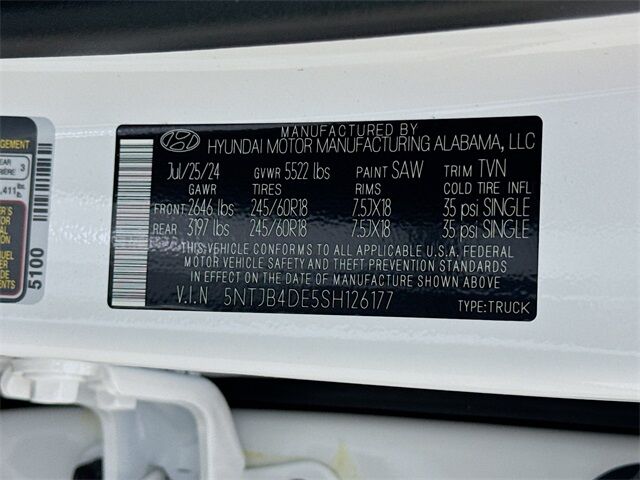 MANUFACTURED BY
HYUNDAI MOTOR MANUFACTURING ALABAMA, LLC
Jul/25/24 GVWR 5522 lbs PAINT SAW TRIM TVN
GAWR TIRES RIMS COLD TIRE INFL
FRONT 2646 lbs 245/60R18 7.5JX18 35 psi SINGLE
REAR 3197 lbs 245/60R18 7.5JX18 35 psi SINGLE
THIS VEHICLE CONFORMS TO ALL APPLICABLE U.S.A. FEDERAL
MOTOR VEHICLE SAFETY AND THEFT PREVENTION STANDARDS
IN EFFECT ON THE DATE OF MANUFACTURE SHOWN ABOVE
V.I.N 5NTJB4DE5SH126177 TYPE:TRUCK
5100
3